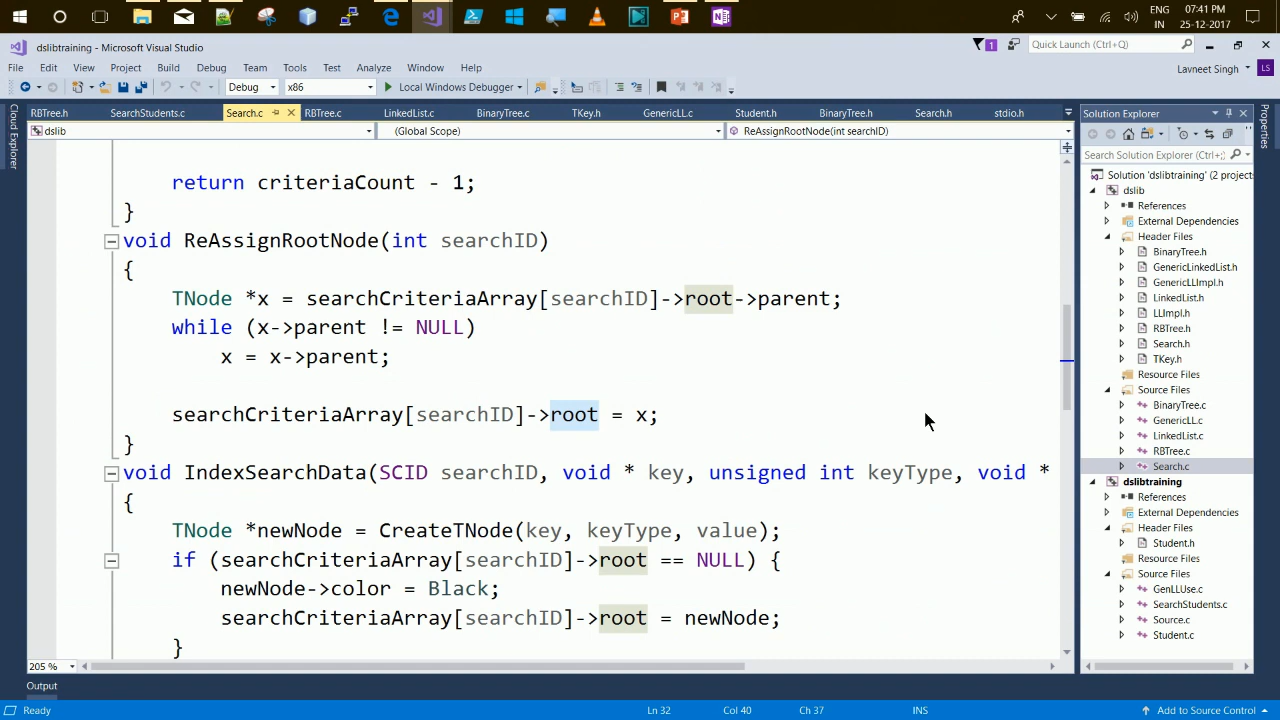 07:41 PM
ENG
IN
25-12-2017
dslibtraining - Microsoft Visual Studio
1
Quick Launch (Ctrl+Q)
File Edit View Project Build Debug Team Tools Test Analyze Window Help
Lavneet Singh LS
Debug x86 Local Windows Debugger
RBTree.h SearchStudents.c Search.c RBTree.c LinkedList.c BinaryTree.c TKey.h GenericLL.c Student.h BinaryTree.h Search.h stdio.h
dslib (Global Scope) ReAssignRootNode(int searchID)
Cloud Explorer
return criteriaCount - 1;
}
void ReAssignRootNode(int searchID)
{
TNode *x = searchCriteriaArray[searchID]->root->parent;
while (x->parent != NULL)
x = x->parent;
searchCriteriaArray[searchID]->root = x;
}
void IndexSearchData(SCID searchID, void * key, unsigned int keyType, void *
{
TNode *newNode = CreateTNode(key, keyType, value);
if (searchCriteriaArray[searchID]->root == NULL) {
newNode->color = Black;
searchCriteriaArray[searchID]->root = newNode;
}
205 %
Solution Explorer
Search Solution Explorer (Ctrl+;)
Solution 'dslibtraining' (2 projects
dslib
References
External Dependencies
Header Files
BinaryTree.h
GenericLinkedList.h
GenericLLImpl.h
LinkedList.h
LLImpl.h
RBTree.h
Search.h
TKey.h
Resource Files
Source Files
BinaryTree.c
GenericLL.c
LinkedList.c
RBTree.c
Search.c
dslibtraining
References
External Dependencies
Header Files
Student.h
Resource Files
Source Files
GenLLUse.c
SearchStudents.c
Source.c
Student.c
Properties
Output
Ready Ln 32 Col 40 Ch 37 INS Add to Source Control